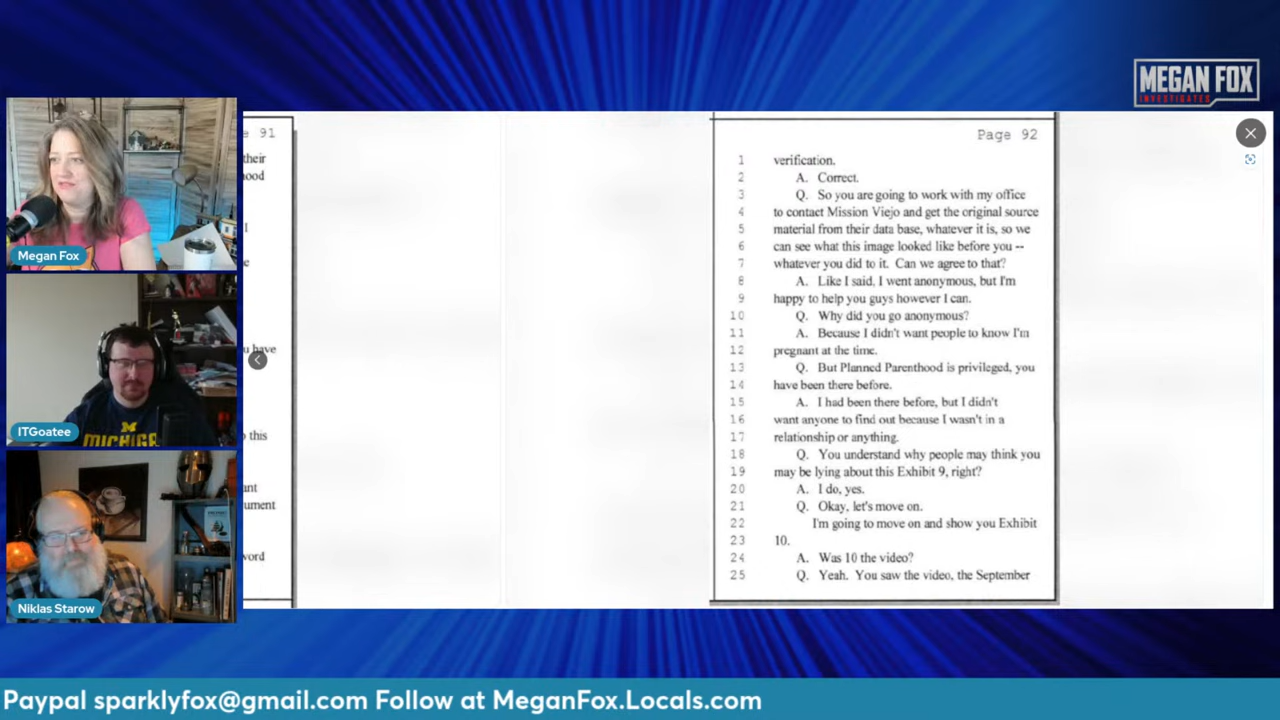 MEGAN FOX
INVESTIGATES
e 91
their
ood
I
e
u have
o this
ant
ument
word
Page 92
1 verification.
2 A. Correct.
3 Q. So you are going to work with my office
4 to contact Mission Viejo and get the original source
5 material from their data base, whatever it is, so we
6 can see what this image looked like before you --
7 whatever you did to it. Can we agree to that?
8 A. Like I said, I went anonymous, but I'm
9 happy to help you guys however I can.
10 Q. Why did you go anonymous?
11 A. Because I didn't want people to know I'm
12 pregnant at the time.
13 Q. But Planned Parenthood is privileged, you
14 have been there before.
15 A. I had been there before, but I didn't
16 want anyone to find out because I wasn't in a
17 relationship or anything.
18 Q. You understand why people may think you
19 may be lying about this Exhibit 9, right?
20 A. I do, yes.
21 Q. Okay, let's move on.
22 I'm going to move on and show you Exhibit
23 10.
24 A. Was 10 the video?
25 Q. Yeah. You saw the video, the September
Megan Fox
M
MICHIGA
ITGoatee
Niklas Starow
Paypal sparklyfox@gmail.com Follow at MeganFox.Locals.com